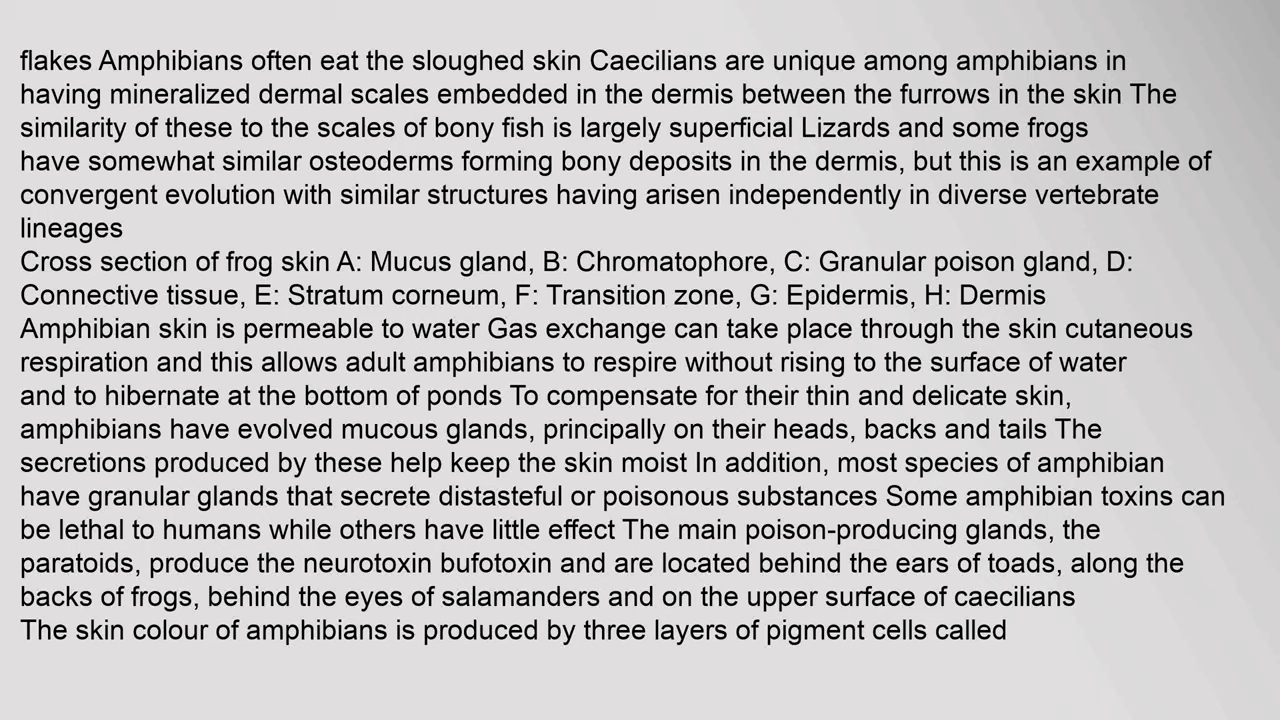 flakes Amphibians often eat the sloughed skin Caecilians are unique among amphibians in
having mineralized dermal scales embedded in the dermis between the furrows in the skin The
similarity of these to the scales of bony fish is largely superficial Lizards and some frogs
have somewhat similar osteoderms forming bony deposits in the dermis, but this is an example of
convergent evolution with similar structures having arisen independently in diverse vertebrate
lineages
Cross section of frog skin A: Mucus gland, B: Chromatophore, C: Granular poison gland, D:
Connective tissue, E: Stratum corneum, F: Transition zone, G: Epidermis, H: Dermis
Amphibian skin is permeable to water Gas exchange can take place through the skin cutaneous
respiration and this allows adult amphibians to respire without rising to the surface of water
and to hibernate at the bottom of ponds To compensate for their thin and delicate skin,
amphibians have evolved mucous glands, principally on their heads, backs and tails The
secretions produced by these help keep the skin moist In addition, most species of amphibian
have granular glands that secrete distasteful or poisonous substances Some amphibian toxins can
be lethal to humans while others have little effect The main poison-producing glands, the
paratoids, produce the neurotoxin bufotoxin and are located behind the ears of toads, along the
backs of frogs, behind the eyes of salamanders and on the upper surface of caecilians
The skin colour of amphibians is produced by three layers of pigment cells called